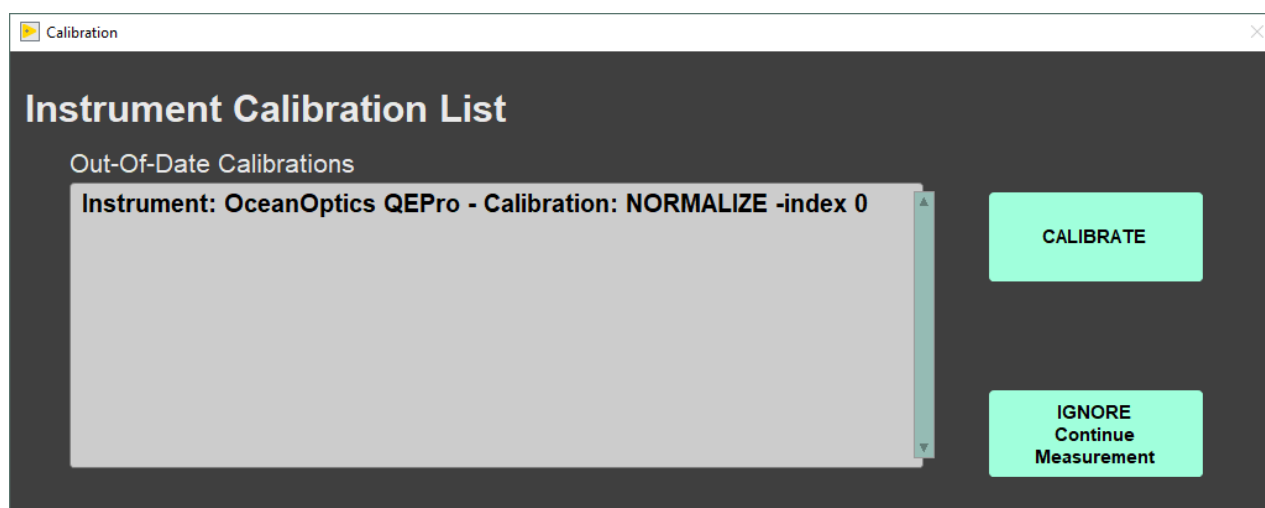 Calibration
Instrument Calibration List
Out-Of-Date Calibrations
Instrument: OceanOptics QEPro - Calibration: NORMALIZE -index 0
CALIBRATE
IGNORE
Continue
Measurement